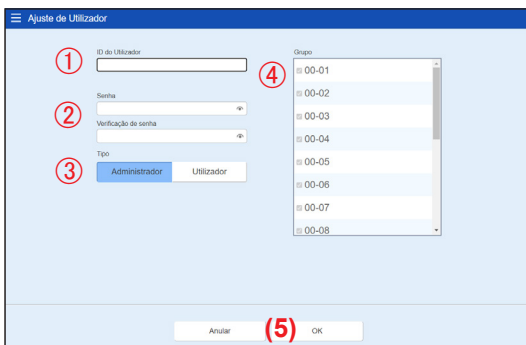 Ajuste de Utilizador
ID do Utilizador
①
Senha
②
Verificação de senha
Tipo
③ Administrador Utilizador
Grupo
④
00-01
00-02
00-03
00-04
00-05
00-06
00-07
00-08
Anular (5) OK